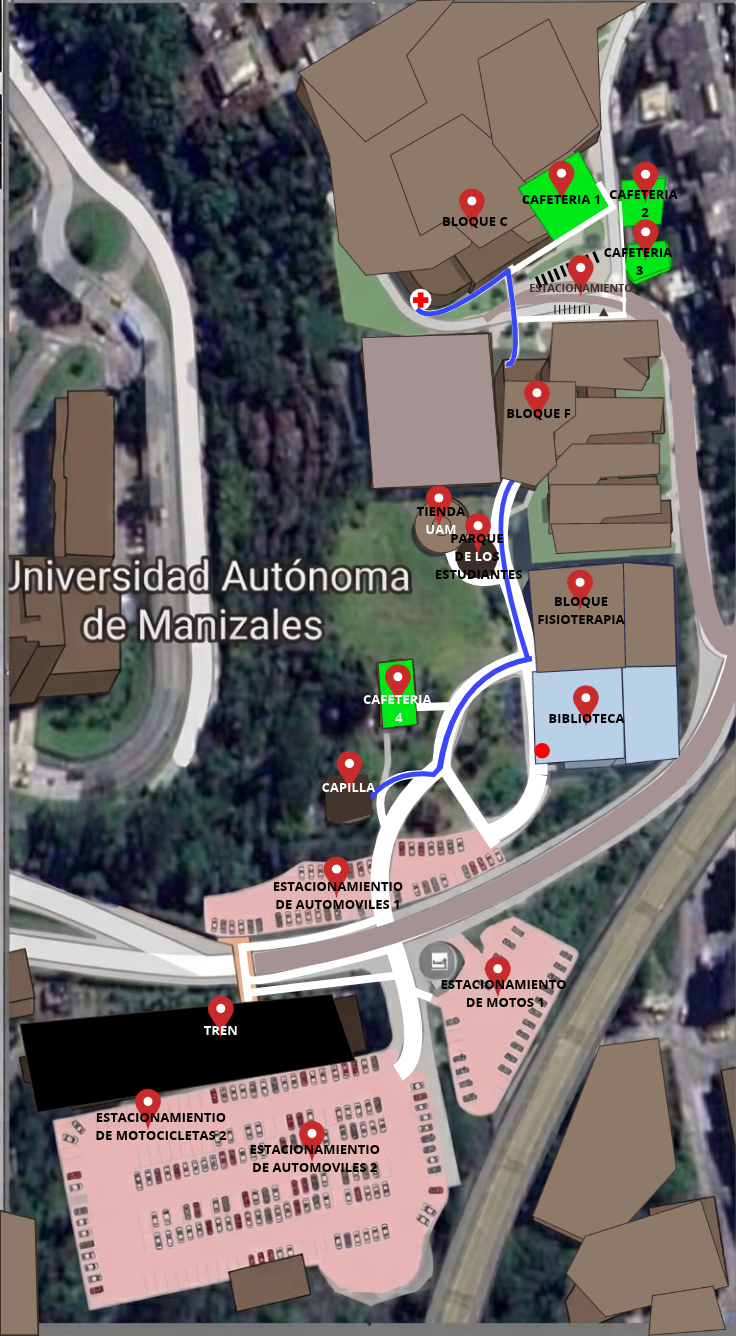 CAFETERIA 1
CAFETERIA
2
BLOQUE C
CAFETERIA
3
ESTACIONAMIENTO
BLOQUE F
TIENDA
UAM
PARQUE
DE LOS
ESTUDIANTES
Universidad Autónoma
de Manizales
BLOQUE
FISIOTERAPIA
CAFETERIA
4
BIBLIOTECA
CAPILLA
ESTACIONAMIENTIO
DE AUTOMOVILES 1
ESTACIONAMIENTO
DE MOTOS 1
TREN
ESTACIONAMIENTIO
DE MOTOCICLETAS 2
ESTACIONAMIENTIO
DE AUTOMOVILES 2